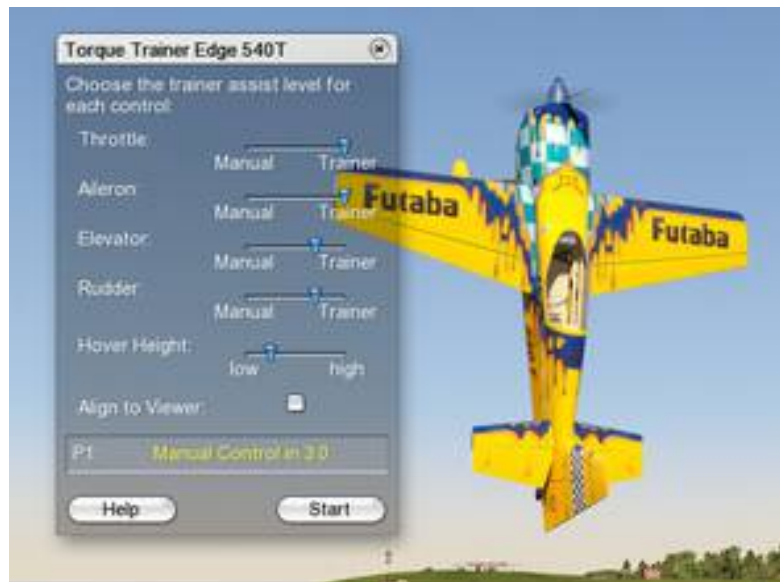 Torque Trainer Edge 540T
Choose the trainer assist level for
each control:
Throttle:
Manual Trainer
Aileron:
Manual Trainer
Elevator:
Manual Trainer
Rudder:
Manual Trainer
Hover Height:
low high
Align to Viewer:
P1 Manual Control in 3.0
Help Start
Futaba
Futaba